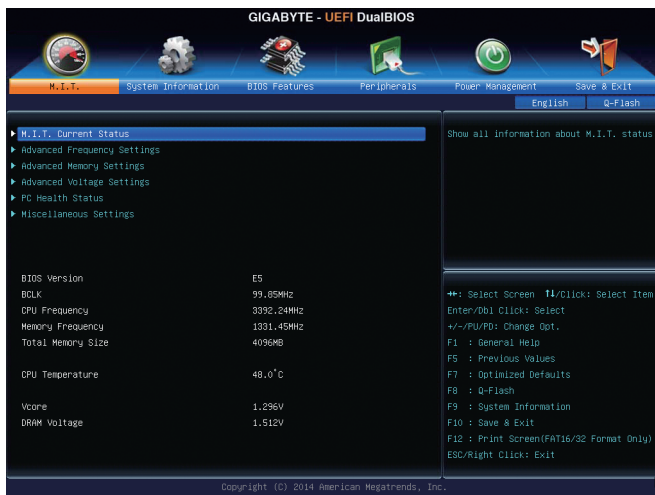 GIGABYTE - UEFI DualBIOS
M.I.T. System Information BIOS Features Peripherals Power Management Save & Exit
English Q-Flash
M.I.T. Current Status
Show all information about M.I.T. status
Advanced Frequency Settings
Advanced Memory Settings
Advanced Voltage Settings
PC Health Status
Miscellaneous Settings
BIOS Version E5
BCLK 99.85MHz
CPU Frequency 3392.24MHz
Memory Frequency 1331.45MHz
Total Memory Size 4096MB
CPU Temperature 48.0°C
Vcore 1.296V
DRAM Voltage 1.512V
→←: Select Screen ↑↓/Click: Select Item
Enter/Dbl Click: Select
+/-/PU/PD: Change Opt.
F1 : General Help
F5 : Previous Values
F7 : Optimized Defaults
F8 : Q-Flash
F9 : System Information
F10 : Save & Exit
F12 : Print Screen(FAT16/32 Format Only)
ESC/Right Click: Exit
Copyright (C) 2014 American Megatrends, Inc.